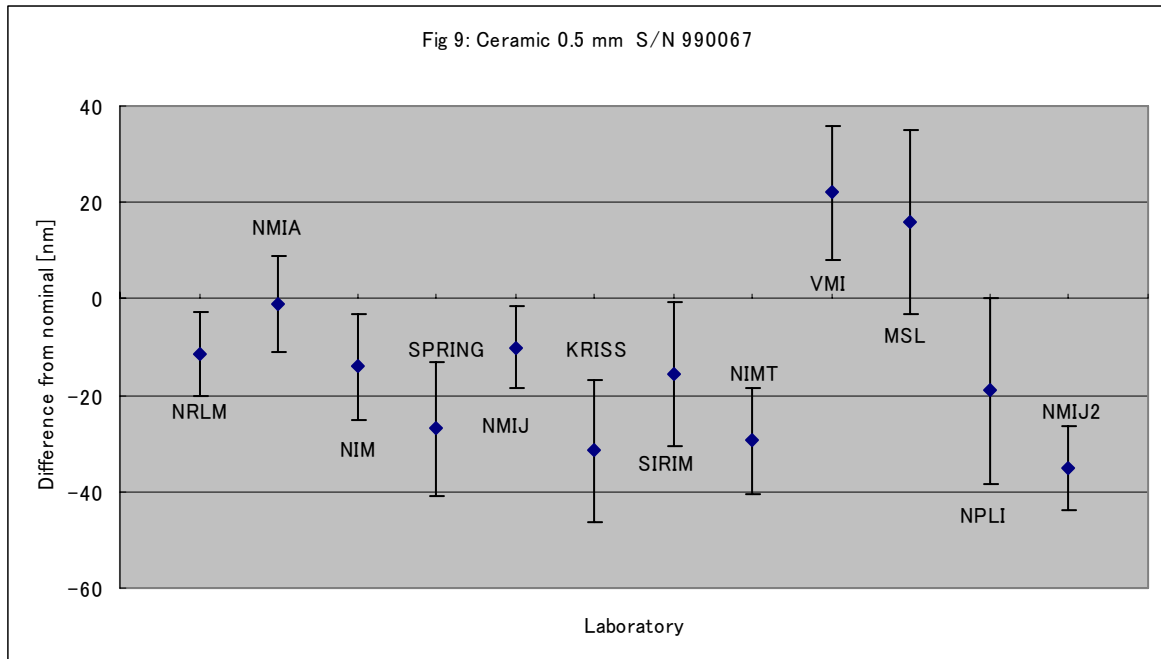 Fig 9: Ceramic 0.5 mm S/N 990067
Difference from nominal [nm]
40
20
0
-20
-40
-60
NRLM
NMIA
NIM
SPRING
NMIJ
KRISS
SIRIM
NIMT
VMI
MSL
NPLI
NMIJ2
Laboratory